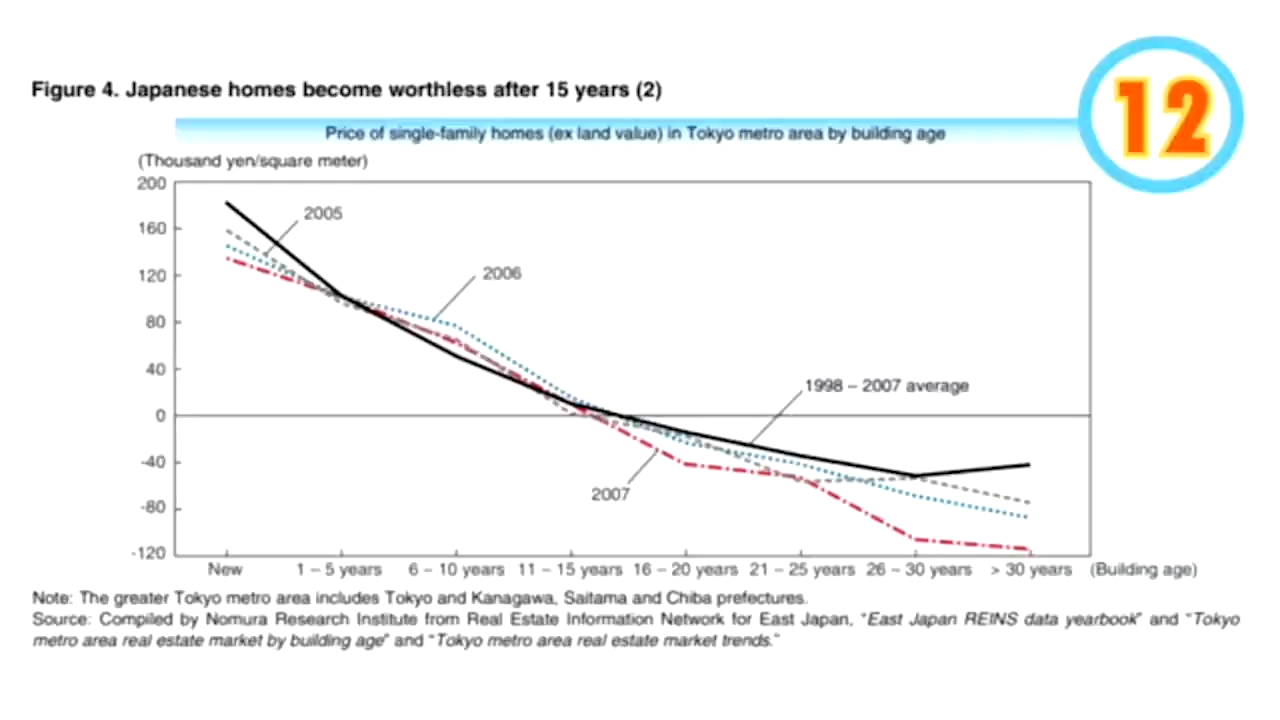 Figure 4. Japanese homes become worthless after 15 years (2)
12
Price of single-family homes (ex land value) in Tokyo metro area by building age
(Thousand yen/square meter)
200
160
120
80
40
0
-40
-80
-120
2005
2006
1998 – 2007 average
2007
New 1 – 5 years 6 – 10 years 11 – 15 years 16 – 20 years 21 – 25 years 26 – 30 years > 30 years (Building age)
Note: The greater Tokyo metro area includes Tokyo and Kanagawa, Saitama and Chiba prefectures.
Source: Compiled by Nomura Research Institute from Real Estate Information Network for East Japan, "East Japan REINS data yearbook" and "Tokyo
metro area real estate market by building age" and "Tokyo metro area real estate market trends."